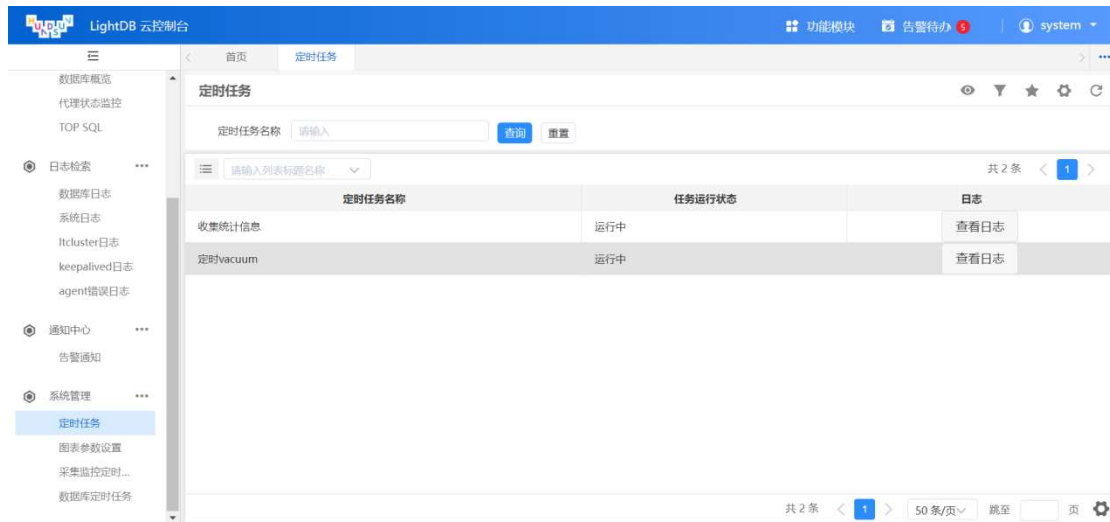 HUNDSUN LightDB 云控制台
功能模块
告警待办 5
system
首页
定时任务
数据库概览
代理状态监控
TOP SQL
日志检索
数据库日志
系统日志
ltcluster日志
keepalived日志
agent错误日志
通知中心
告警通知
系统管理
定时任务
图表参数设置
采集监控定时...
数据库定时任务
定时任务
定时任务名称 请输入 查询 重置
请输入列表标题名称 共 2 条 1
定时任务名称 任务运行状态 日志
收集统计信息 运行中 查看日志
定时vacuum 运行中 查看日志
共 2 条 1 50 条/页 跳至 页